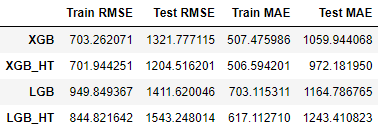 Train RMSE Test RMSE Train MAE Test MAE
XGB 703.262071 1321.777115 507.475986 1059.944068
XGB_HT 701.944251 1204.516201 506.594201 972.181950
LGB 949.849367 1411.620046 703.115311 1164.786765
LGB_HT 844.821642 1543.248014 617.112710 1243.410823